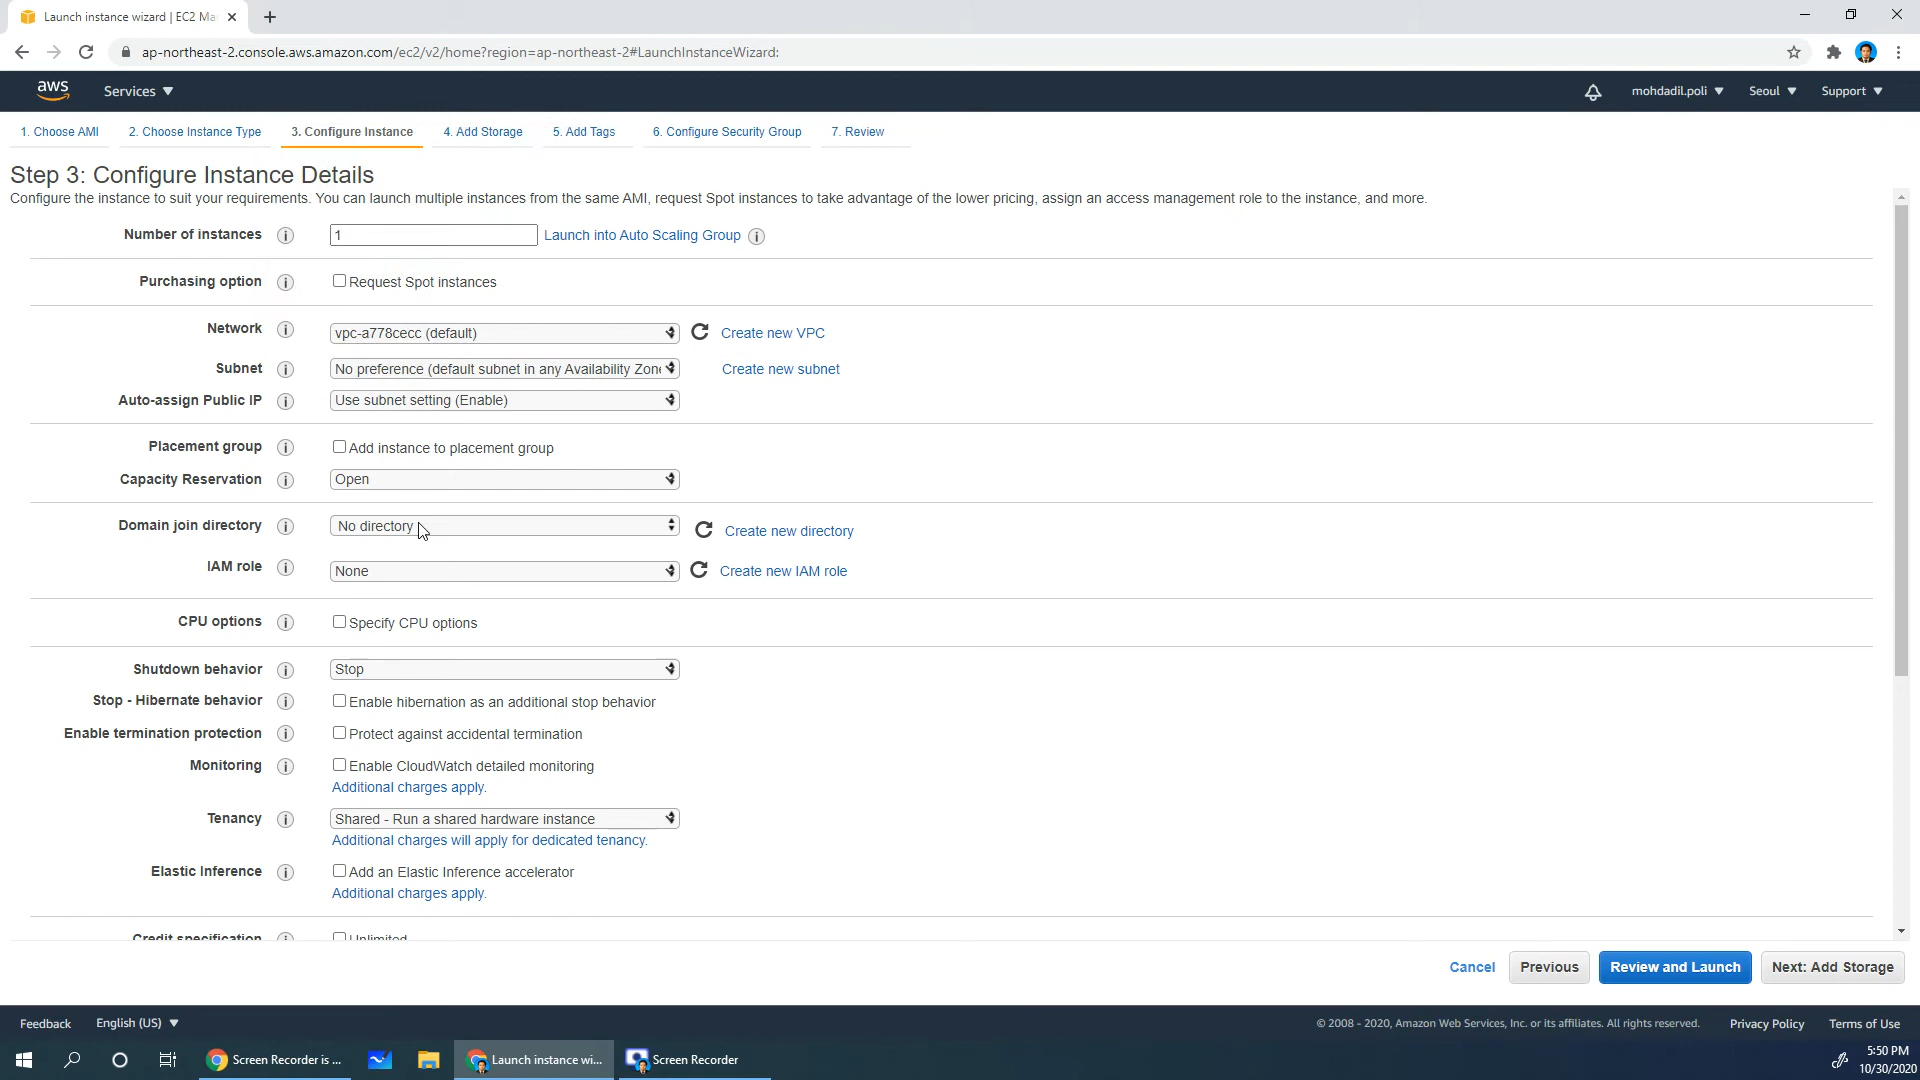 Launch instance wizard | EC2 Ma
ap-northeast-2.console.aws.amazon.com/ec2/v2/home?region=ap-northeast-2#LaunchInstanceWizard:
aws Services mohdadil.poli Seoul Support
1. Choose AMI 2. Choose Instance Type 3. Configure Instance 4. Add Storage 5. Add Tags 6. Configure Security Group 7. Review
Step 3: Configure Instance Details
Configure the instance to suit your requirements. You can launch multiple instances from the same AMI, request Spot instances to take advantage of the lower pricing, assign an access management role to the instance, and more.
Number of instances 1 Launch into Auto Scaling Group
Purchasing option Request Spot instances
Network vpc-a778cecc (default) Create new VPC
Subnet No preference (default subnet in any Availability Zone Create new subnet
Auto-assign Public IP Use subnet setting (Enable)
Placement group Add instance to placement group
Capacity Reservation Open
Domain join directory No directory Create new directory
IAM role None Create new IAM role
CPU options Specify CPU options
Shutdown behavior Stop
Stop - Hibernate behavior Enable hibernation as an additional stop behavior
Enable termination protection Protect against accidental termination
Monitoring Enable CloudWatch detailed monitoring
Additional charges apply.
Tenancy Shared - Run a shared hardware instance
Additional charges will apply for dedicated tenancy.
Elastic Inference Add an Elastic Inference accelerator
Additional charges apply.
Credit specification Unlimited
Cancel Previous Review and Launch Next: Add Storage
Feedback English (US) © 2008 - 2020, Amazon Web Services, Inc. or its affiliates. All rights reserved. Privacy Policy Terms of Use
Screen Recorder is ... Launch instance wi... Screen Recorder 5:50 PM
10/30/2020